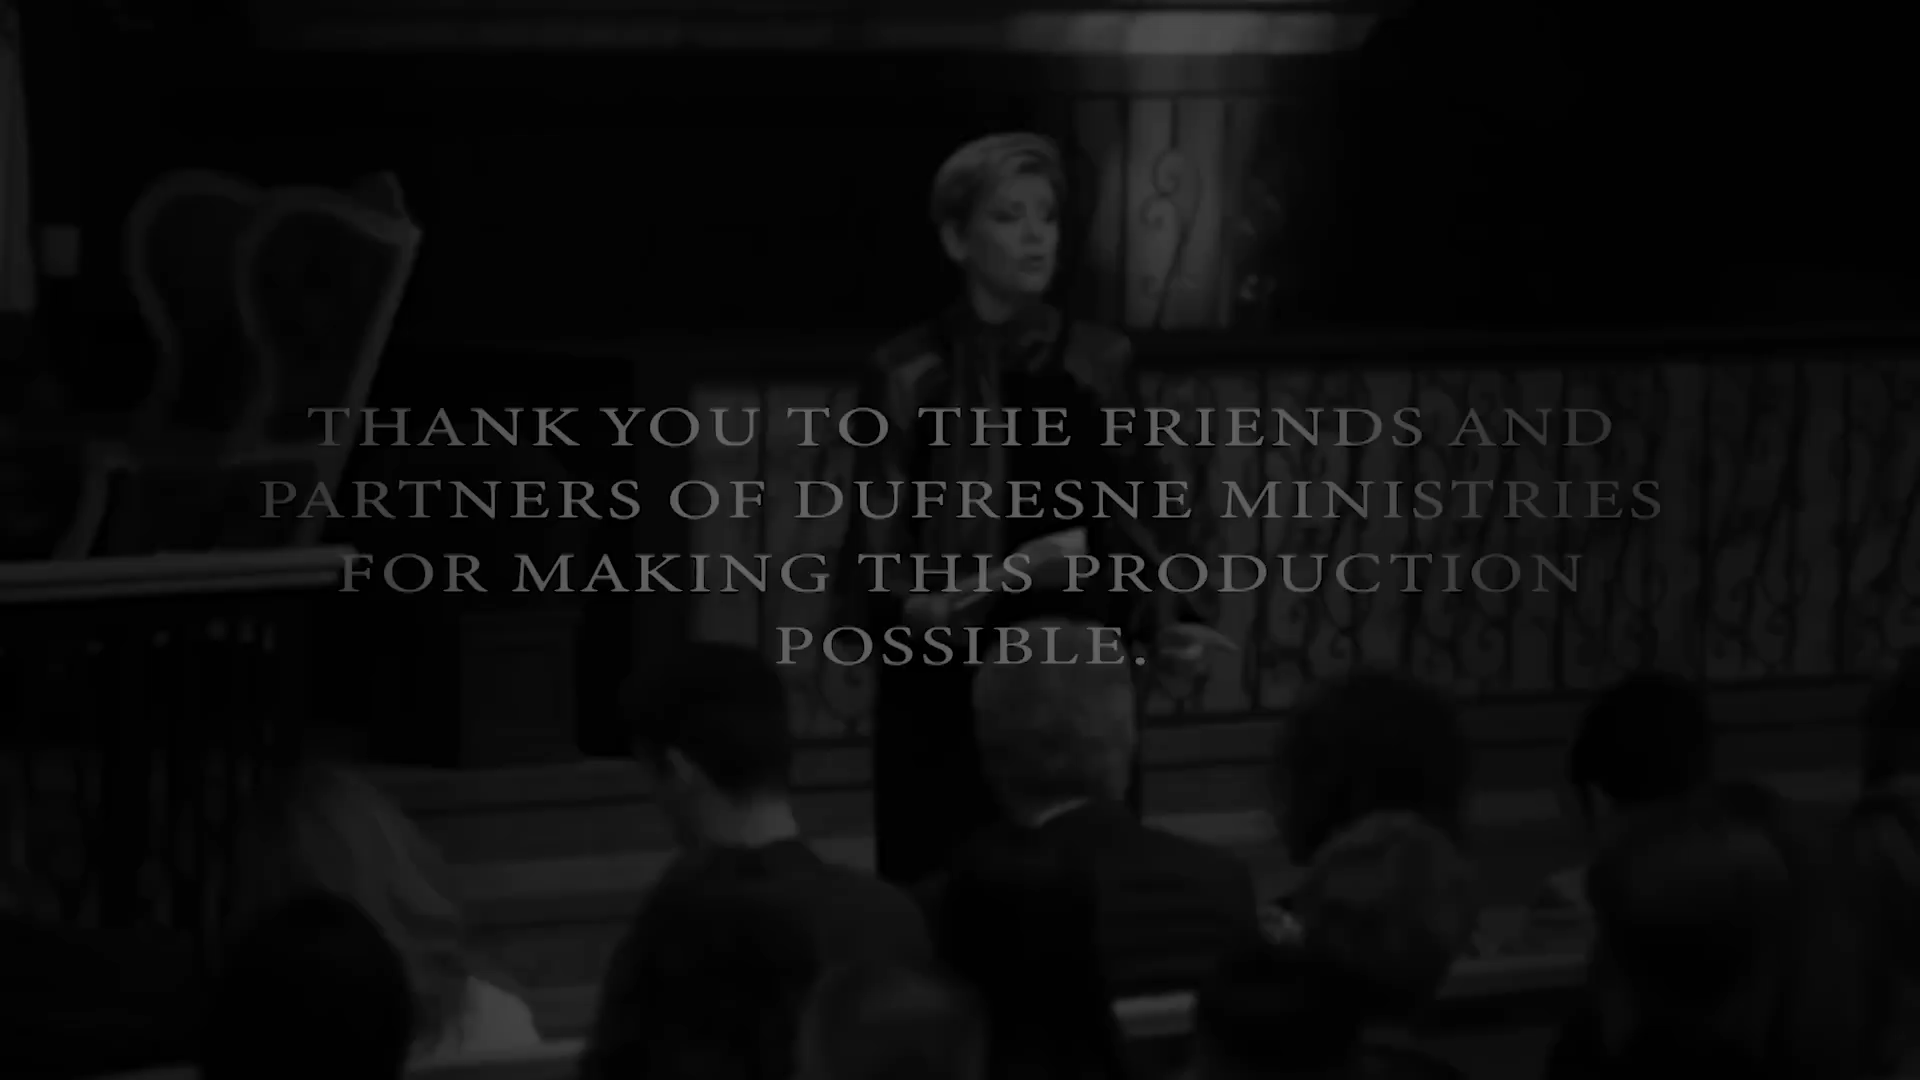 THANK YOU TO THE FRIENDS AND
PARTNERS OF DUFRESNE MINISTRIES
FOR MAKING THIS PRODUCTION
POSSIBLE.